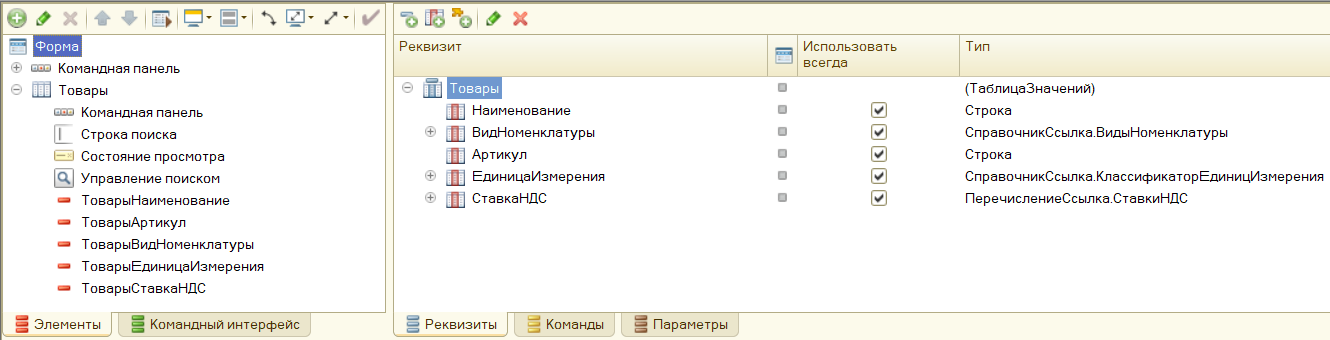 Форма
Командная панель
Товары
Командная панель
Строка поиска
Состояние просмотра
Управление поиском
ТоварыНаименование
ТоварыАртикул
ТоварыВидНоменклатуры
ТоварыЕдиницаИзмерения
ТоварыСтавкаНДС
Элементы Командный интерфейс
Реквизит Использовать всегда Тип
Товары (ТаблицаЗначений)
Наименование Строка
ВидНоменклатуры СправочникСсылка.ВидыНоменклатуры
Артикул Строка
ЕдиницаИзмерения СправочникСсылка.КлассификаторЕдиницИзмерения
СтавкаНДС ПеречислениеСсылка.СтавкиНДС
Реквизиты Команды Параметры